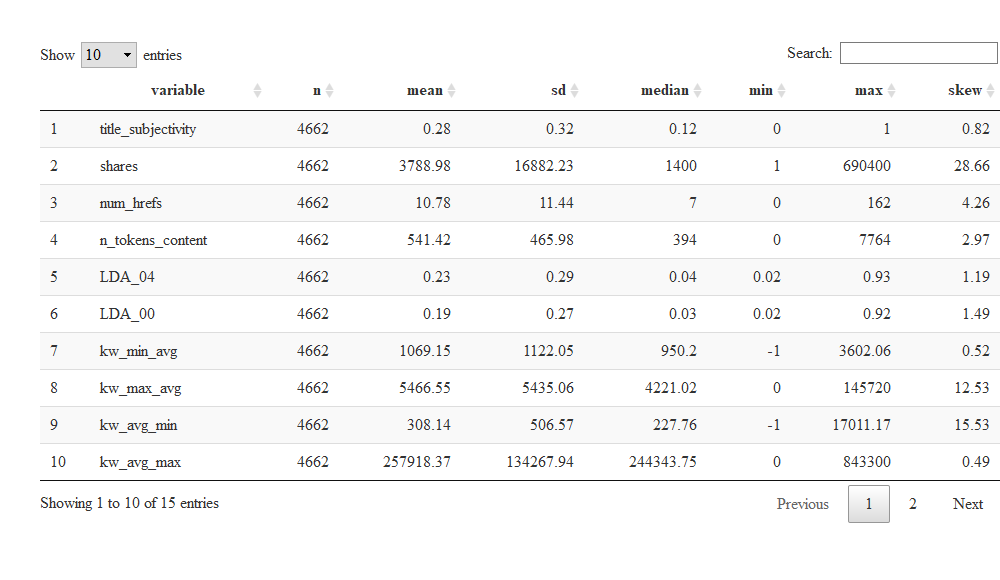 Show 10 entries Search:
variable n mean sd median min max skew
1 title_subjectivity 4662 0.28 0.32 0.12 0 1 0.82
2 shares 4662 3788.98 16882.23 1400 1 690400 28.66
3 num_hrefs 4662 10.78 11.44 7 0 162 4.26
4 n_tokens_content 4662 541.42 465.98 394 0 7764 2.97
5 LDA_04 4662 0.23 0.29 0.04 0.02 0.93 1.19
6 LDA_00 4662 0.19 0.27 0.03 0.02 0.92 1.49
7 kw_min_avg 4662 1069.15 1122.05 950.2 -1 3602.06 0.52
8 kw_max_avg 4662 5466.55 5435.06 4221.02 0 145720 12.53
9 kw_avg_min 4662 308.14 506.57 227.76 -1 17011.17 15.53
10 kw_avg_max 4662 257918.37 134267.94 244343.75 0 843300 0.49
Showing 1 to 10 of 15 entries Previous 1 2 Next